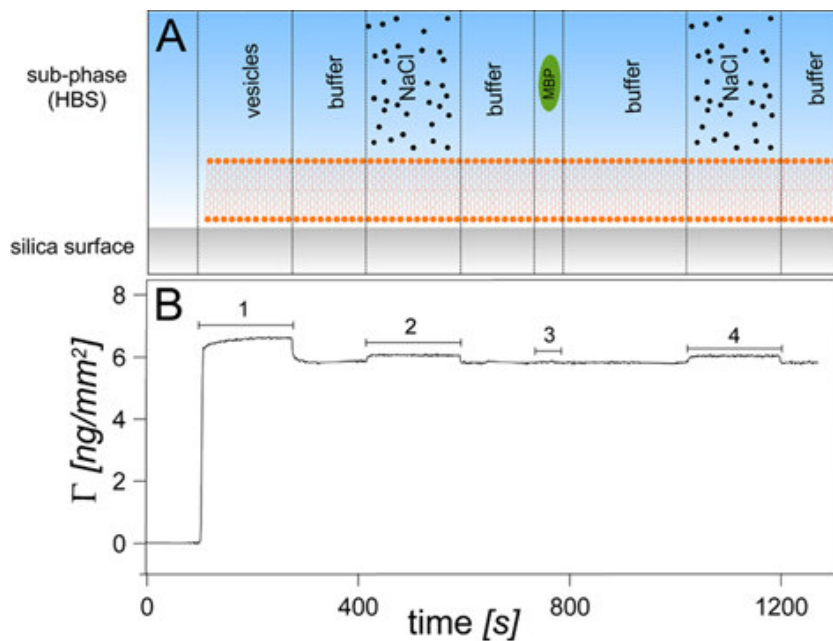 A
sub-phase
(HBS)
vesicles
buffer
NaCl
buffer
MBP
buffer
NaCl
buffer
silica surface
B
8
6
4
2
0
Γ [ng/mm²]
1
2
3
4
0
400
800
1200
time [s]